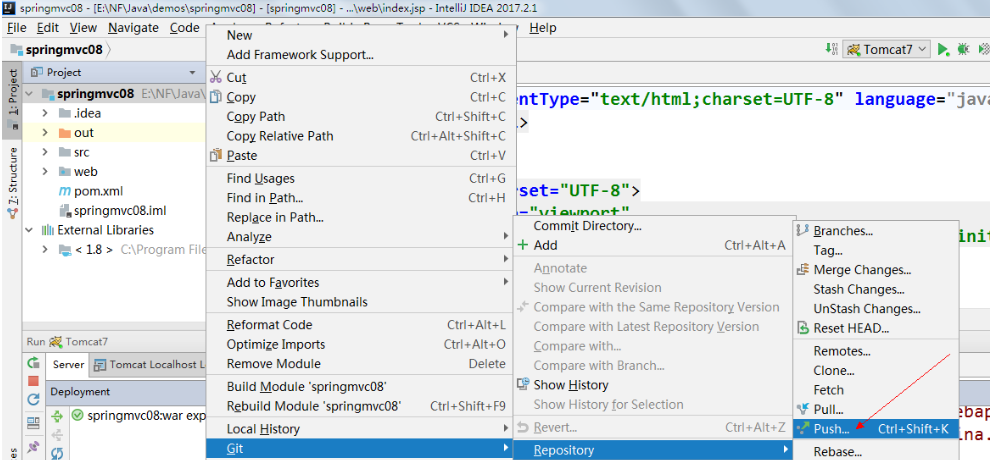 springmvc08 - [E:\NF\Java\demos\springmvc08] - [springmvc08] - ...\web\index.jsp - IntelliJ IDEA 2017.2.1
File Edit View Navigate Code Help
springmvc08
Tomcat7
Project
1: Project
7: Structure
springmvc08 E:\NF\Java\
.idea
out
src
web
pom.xml
springmvc08.iml
External Libraries
< 1.8 > C:\Program File
Run Tomcat7
Server Tomcat Localhost L
Deployment
springmvc08:war exp
New
Add Framework Support...
Cut Ctrl+X
Copy Ctrl+C
Copy Path Ctrl+Shift+C
Copy Relative Path Ctrl+Alt+Shift+C
Paste Ctrl+V
Find Usages Ctrl+G
Find in Path... Ctrl+H
Replace in Path...
Analyze
Refactor
Add to Favorites
Show Image Thumbnails
Reformat Code Ctrl+Alt+L
Optimize Imports Ctrl+Alt+O
Remove Module Delete
Build Module 'springmvc08'
Rebuild Module 'springmvc08' Ctrl+Shift+F9
Local History
Git
entType="text/html;charset=UTF-8" language="java
>
rset="UTF-8">
="viewport"
init
Commit Directory...
Add Ctrl+Alt+A
Annotate
Show Current Revision
Compare with the Same Repository Version
Compare with Latest Repository Version
Compare with...
Compare with Branch...
Show History
Show History for Selection
Revert... Ctrl+Alt+Z
Repository
Branches...
Tag...
Merge Changes...
Stash Changes...
UnStash Changes...
Reset HEAD...
Remotes...
Clone...
Fetch
Pull...
Push... Ctrl+Shift+K
Rebase...
ebap
ina.